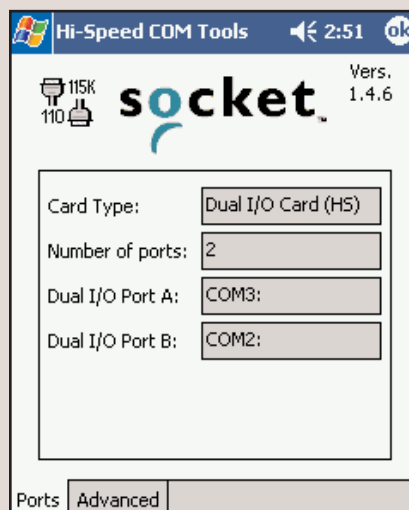 Hi-Speed COM Tools 2:51 ok
115K
110
socket™
Vers.
1.4.6
Card Type: Dual I/O Card (HS)
Number of ports: 2
Dual I/O Port A: COM3:
Dual I/O Port B: COM2:
Ports Advanced